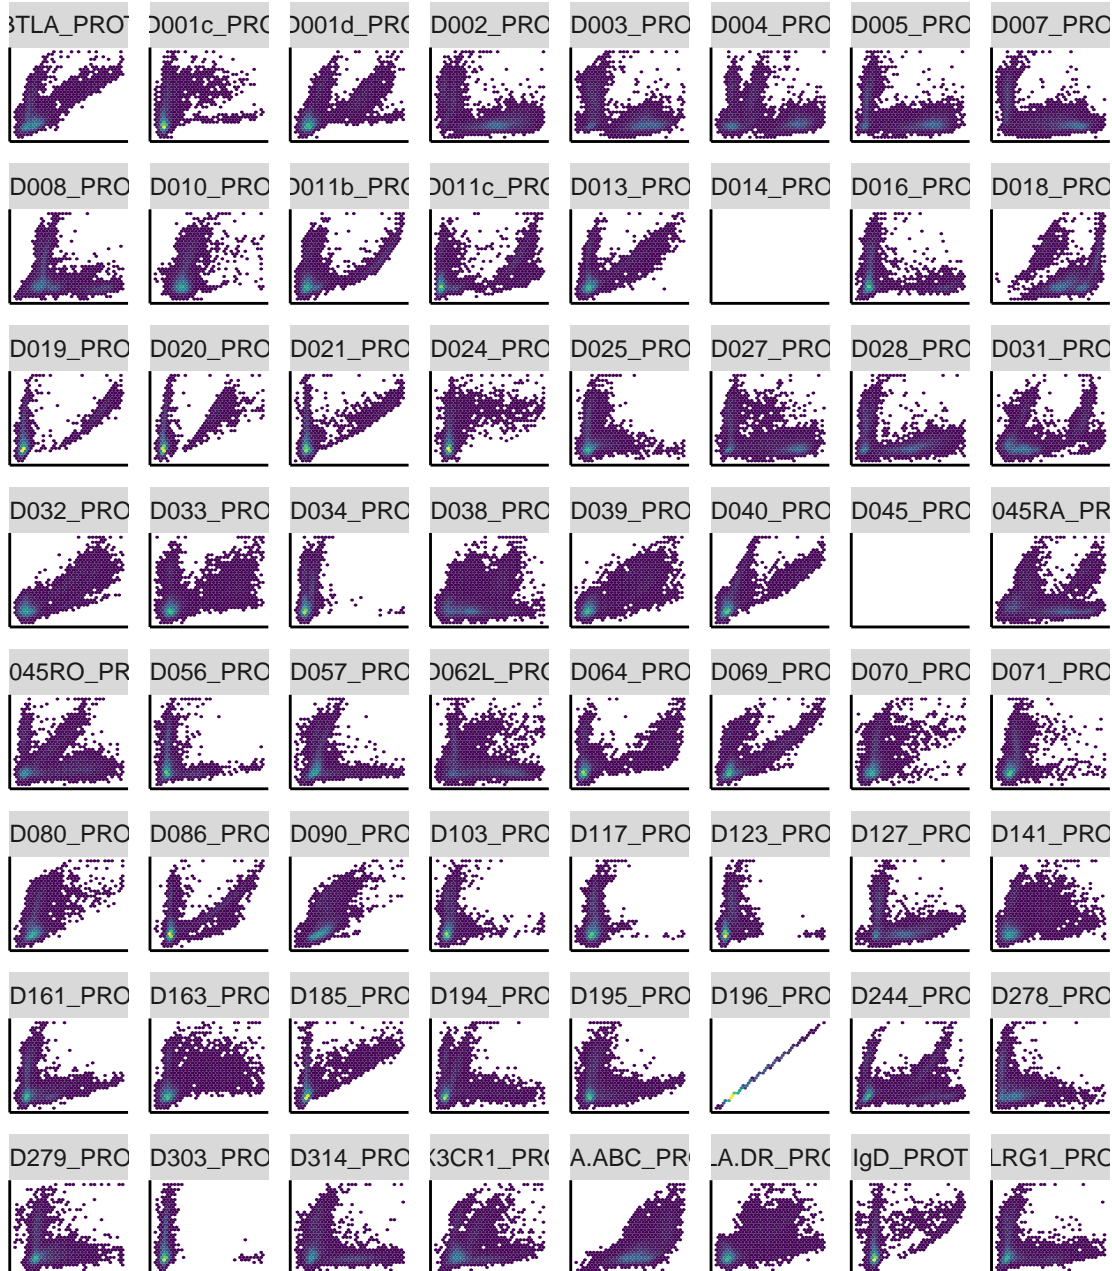 BTLA_PROT D001c_PRO D001d_PRO D002_PRO D003_PRO D004_PRO D005_PRO D007_PRO
D008_PRO D010_PRO D011b_PRO D011c_PRO D013_PRO D014_PRO D016_PRO D018_PRO
D019_PRO D020_PRO D021_PRO D024_PRO D025_PRO D027_PRO D028_PRO D031_PRO
D032_PRO D033_PRO D034_PRO D038_PRO D039_PRO D040_PRO D045_PRO 045RA_PR
045RO_PR D056_PRO D057_PRO D062L_PRO D064_PRO D069_PRO D070_PRO D071_PRO
D080_PRO D086_PRO D090_PRO D103_PRO D117_PRO D123_PRO D127_PRO D141_PRO
D161_PRO D163_PRO D185_PRO D194_PRO D195_PRO D196_PRO D244_PRO D278_PRO
D279_PRO D303_PRO D314_PRO X3CR1_PRO A.ABC_PR LA.DR_PRO IgD_PROT LRG1_PRO